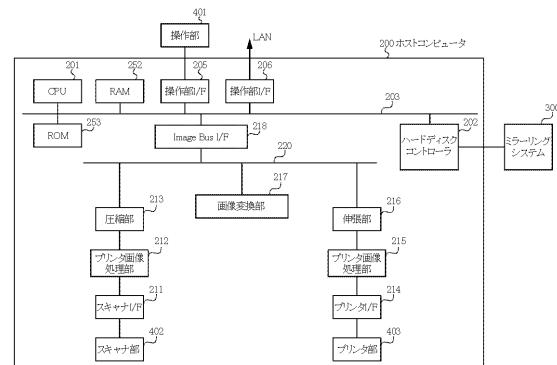 401
操作部
LAN
200 ホストコンピュータ
201
CPU
252
RAM
205
操作部I/F
206
操作部I/F
203
ROM
253
Image Bus I/F
218
ハードディスク
コントローラ
202
300
ミラーリング
システム
220
217
画像変換部
213
圧縮部
216
伸張部
212
プリンタ画像
処理部
215
プリンタ画像
処理部
211
スキャナI/F
214
プリンタI/F
402
スキャナ部
403
プリンタ部